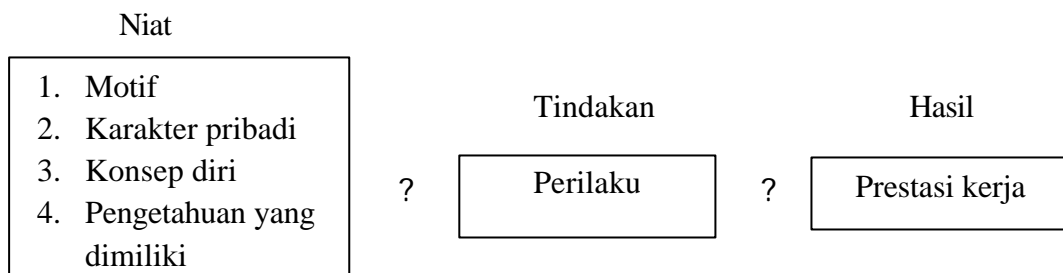 Niat
1. Motif
2. Karakter pribadi
3. Konsep diri
4. Pengetahuan yang
dimiliki
?
Tindakan
Perilaku
?
Hasil
Prestasi kerja